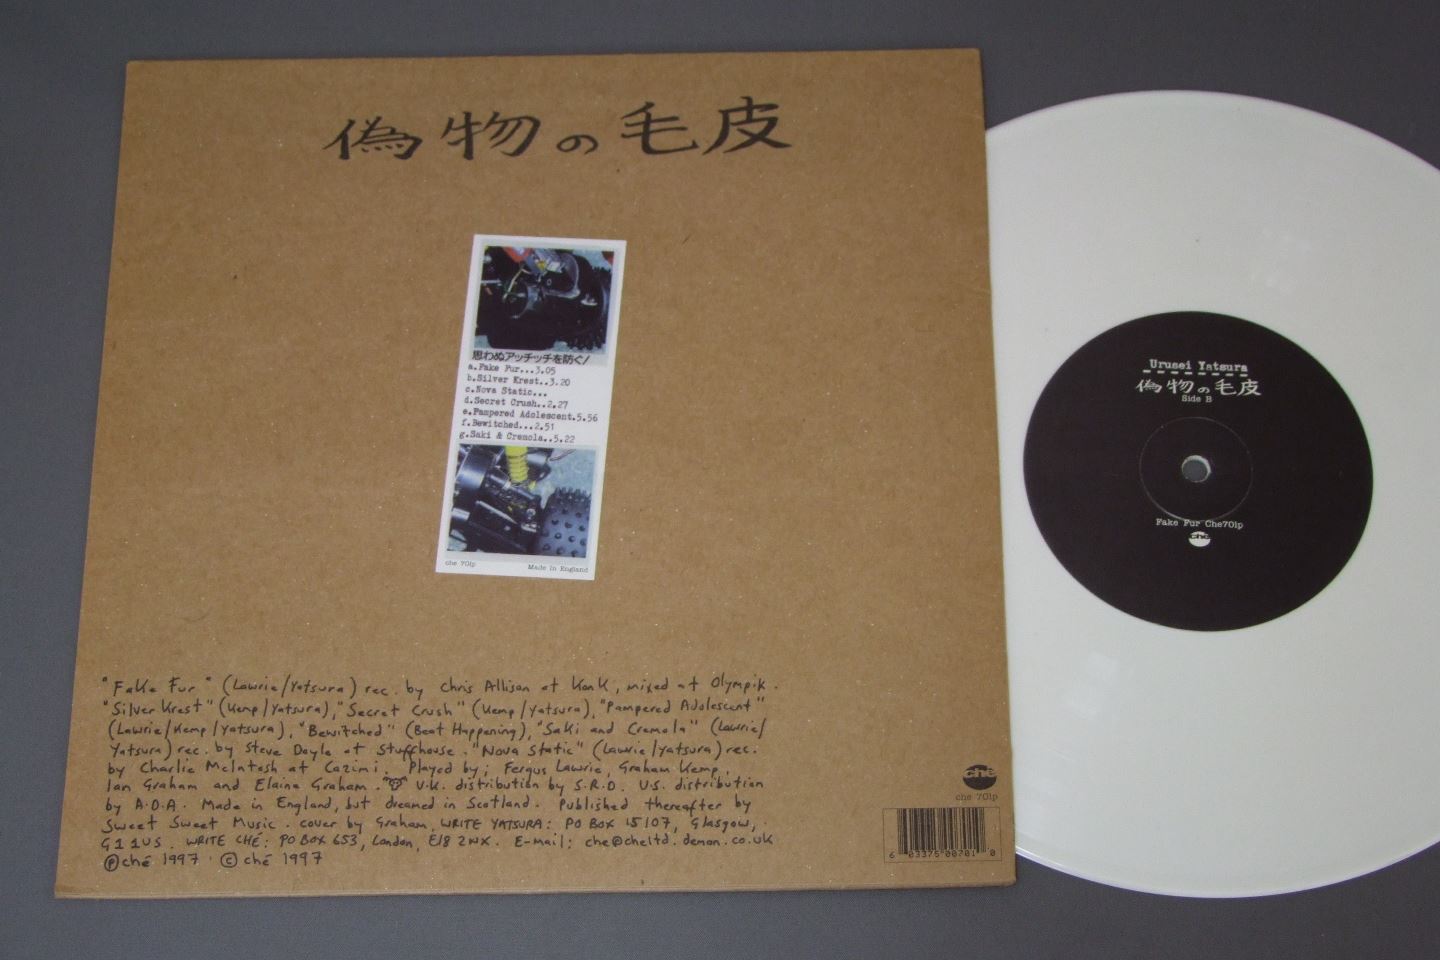 偽物の毛皮
思わぬアッチッチを防ぐ!
a.Fake Fur...3.05
b.Silver Krest..3.20
c.Nova Static...
d.Secret Crush..2.27
e.Pampered Adolescent.5.56
f.Bewitched...2.51
g.Saki & Cremola..5.22
che 70lp Made In England
"Fake Fur" (Lawrie/Yatsura) rec. by Chris Allison at Konk, mixed at Olympik.
"Silver Krest" (Kemp/Yatsura), "Secret Crush" (Kemp/Yatsura), "Pampered Adolescent"
(Lawrie/Kemp/Yatsura), "Bewitched" (Beat Happening), "Saki and Cremola" (Lawrie/
Yatsura) rec. by Steve Doyle at Stuffhouse. "Nova Static" (Lawrie/Yatsura) rec.
by Charlie McIntosh at Cazimi. Played by; Fergus Lawrie, Graham Kemp,
Ian Graham and Elaine Graham. U.K. distribution by S.R.D. U.S. distribution
by A.D.A. Made in England, but dreamed in Scotland. Published thereafter by
Sweet Sweet Music. cover by Graham. WRITE YATSURA: PO BOX 15107, Glasgow,
G1 1US. WRITE CHÉ: PO BOX 653, London, E18 2NX. E-mail: che@cheltd.demon.co.uk
Ⓟ ché 1997. © ché 1997
ché
che 70lp
6 03375 00701 0
Urusei Yatsura
偽物の毛皮
Side B
Fake Fur Che70lp
ché